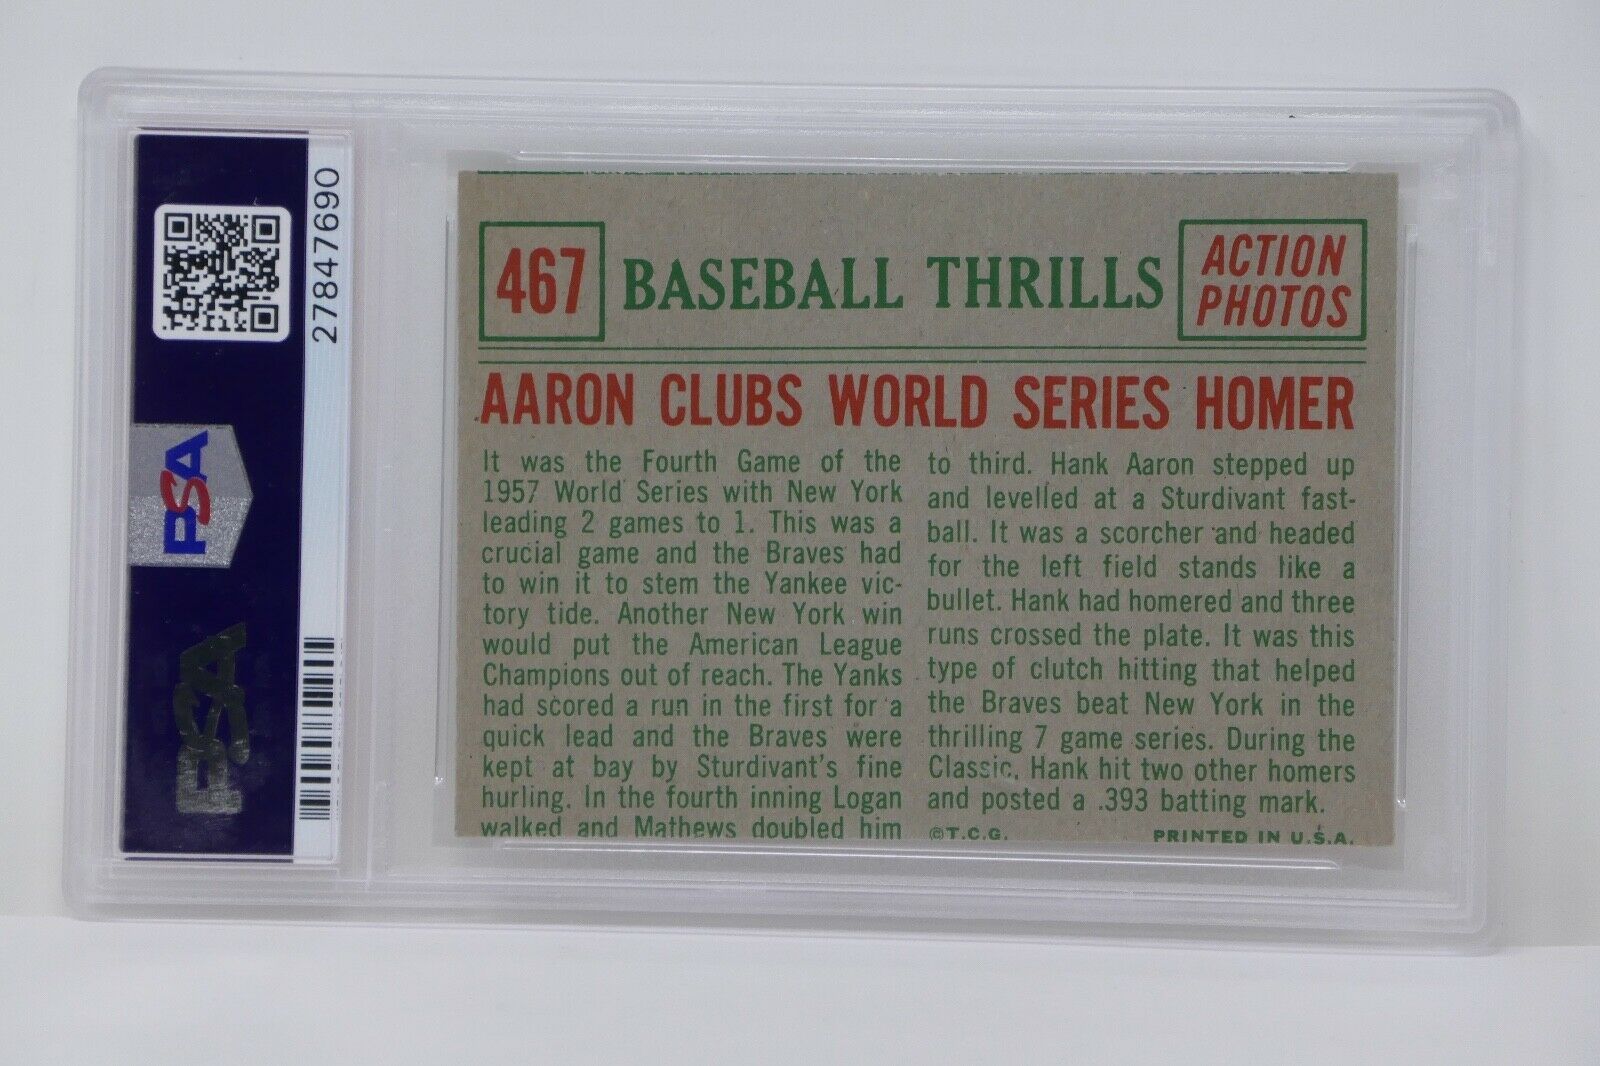 27847690
PSA
PSA
467
BASEBALL THRILLS
ACTION
PHOTOS
AARON CLUBS WORLD SERIES HOMER
It was the Fourth Game of the
1957 World Series with New York
leading 2 games to 1. This was a
crucial game and the Braves had
to win it to stem the Yankee vic-
tory tide. Another New York win
would put the American League
Champions out of reach. The Yanks
had scored a run in the first for a
quick lead and the Braves were
kept at bay by Sturdivant's fine
hurling. In the fourth inning Logan
walked and Mathews doubled him
to third. Hank Aaron stepped up
and levelled at a Sturdivant fast-
ball. It was a scorcher and headed
for the left field stands like a
bullet. Hank had homered and three
runs crossed the plate. It was this
type of clutch hitting that helped
the Braves beat New York in the
thrilling 7 game series. During the
Classic, Hank hit two other homers
and posted a .393 batting mark.
©T.C.G.
PRINTED IN U.S.A.